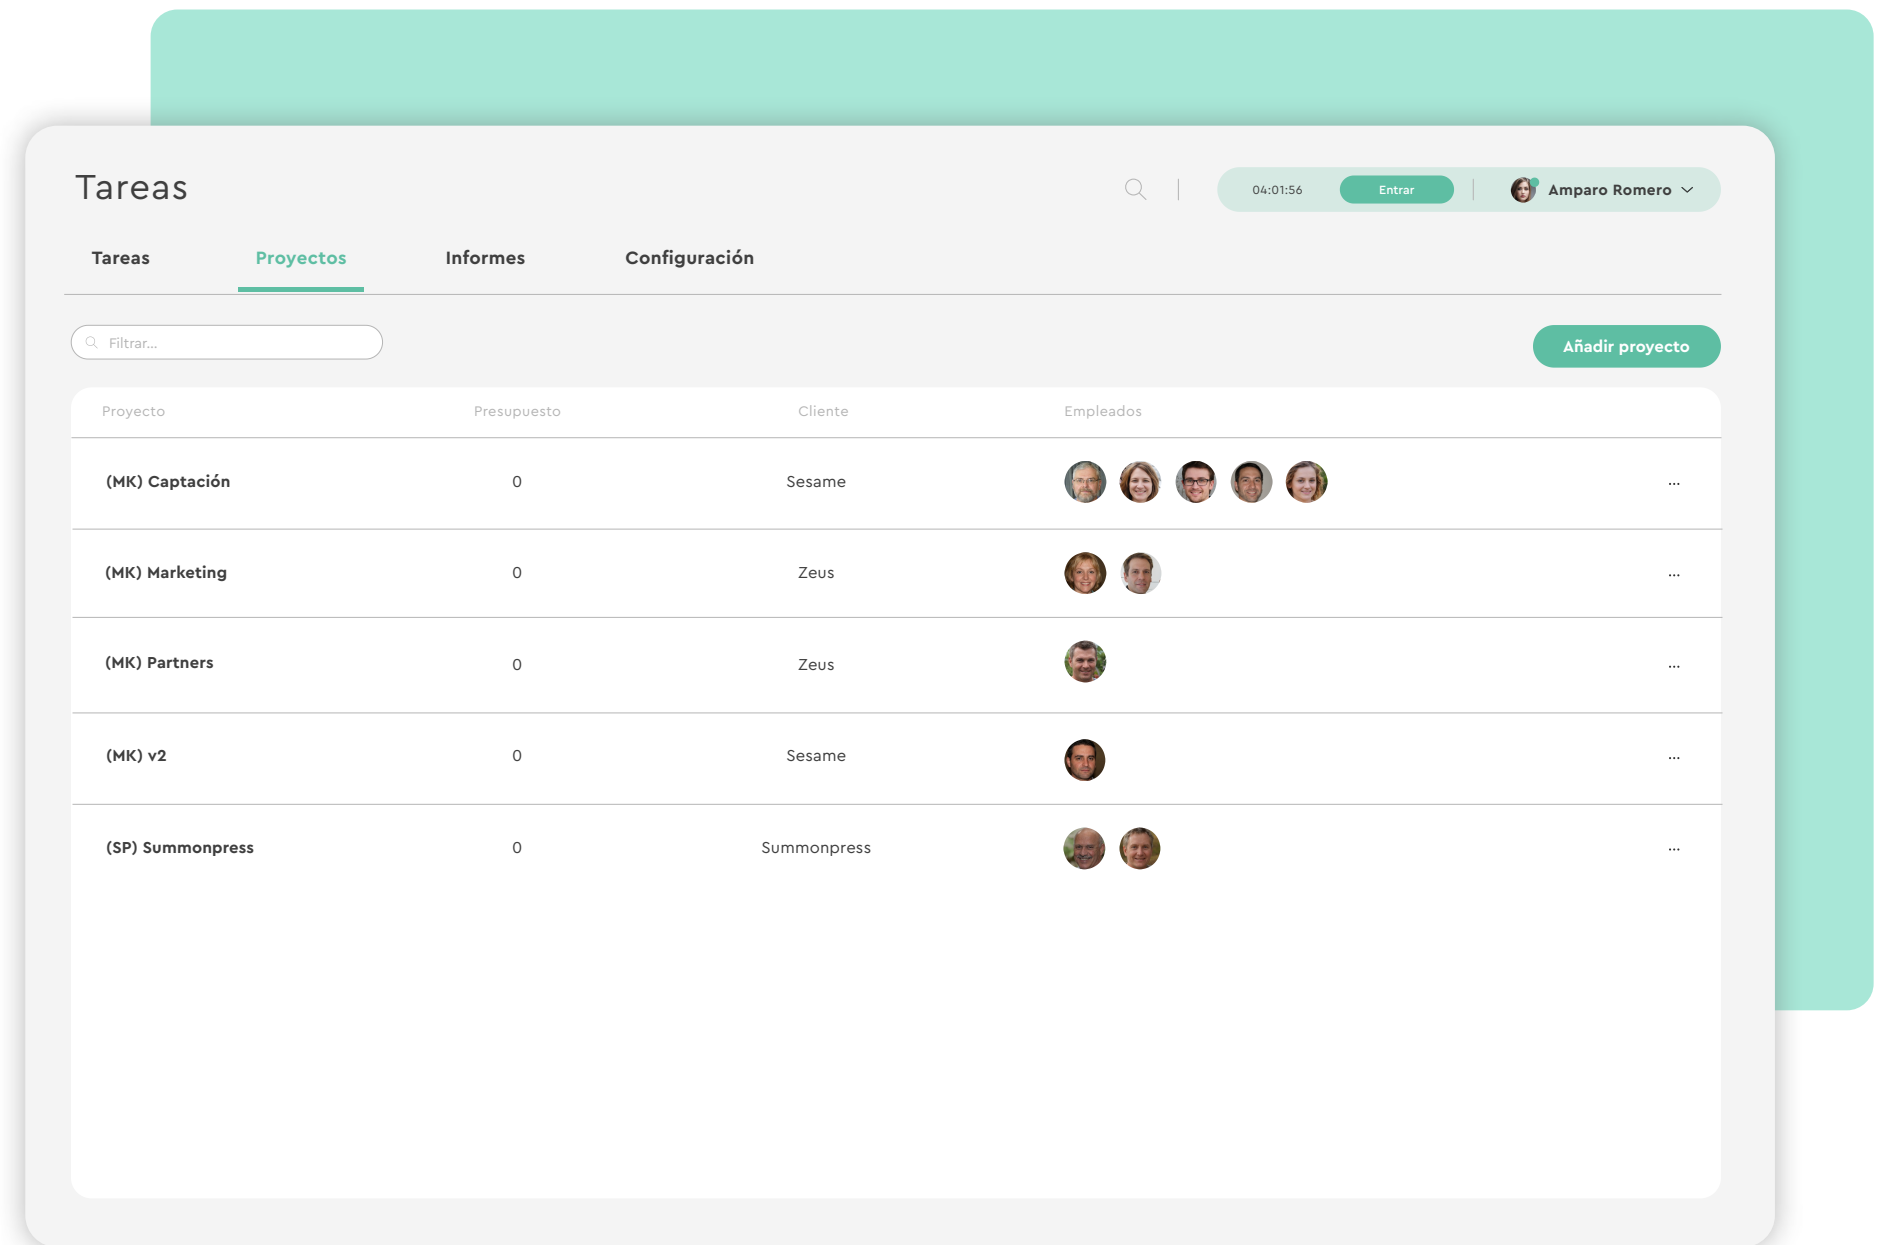 Tareas
04:01:56 Entrar Amparo Romero
Tareas Proyectos Informes Configuración
Filtrar... Añadir proyecto
Proyecto Presupuesto Cliente Empleados
(MK) Captación 0 Sesame ...
(MK) Marketing 0 Zeus ...
(MK) Partners 0 Zeus ...
(MK) v2 0 Sesame ...
(SP) Summonpress 0 Summonpress ...